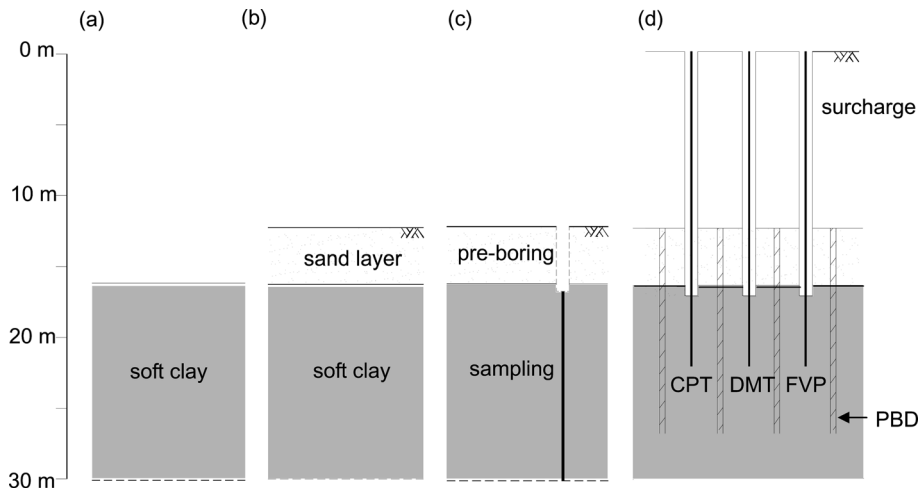 (a)
(b)
(c)
(d)
0 m
surcharge
10 m
sand layer
pre-boring
20 m
soft clay
soft clay
sampling
CPT
DMT
FVP
PBD
30 m